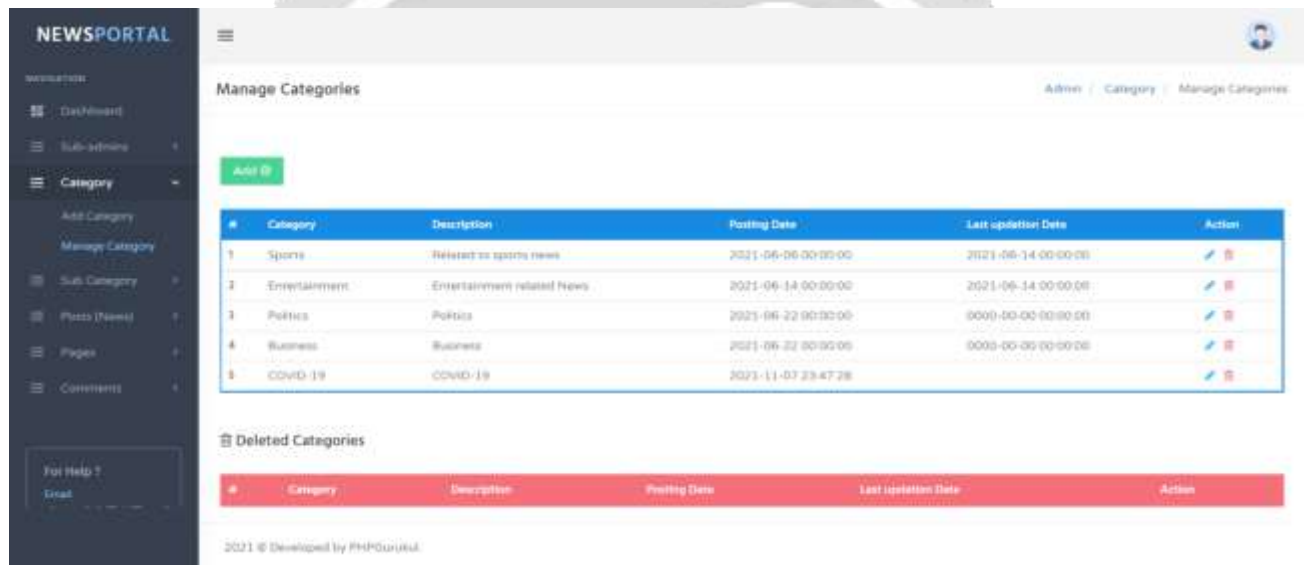 NEWSPORTAL
NAVIGATION
Dashboard
Sub-admins
Category
Add Category
Manage Category
Sub Category
Posts (News)
Pages
Comments
For Help ?
Email
Manage Categories
Admin / Category / Manage Categories
Add
# Category Description Posting Date Last updation Date Action
1 Sports Related to sports news 2021-06-06 00:00:00 2021-06-14 00:00:00
2 Entertainment Entertainment related News 2021-06-14 00:00:00 2021-06-14 00:00:00
3 Politics Politics 2021-06-22 00:00:00 0000-00-00 00:00:00
4 Business Business 2021-06-22 00:00:00 0000-00-00 00:00:00
5 COVID-19 COVID-19 2021-11-07 23:47:28
Deleted Categories
# Category Description Posting Date Last updation Date Action
2021 © Developed by PHPGurukul.